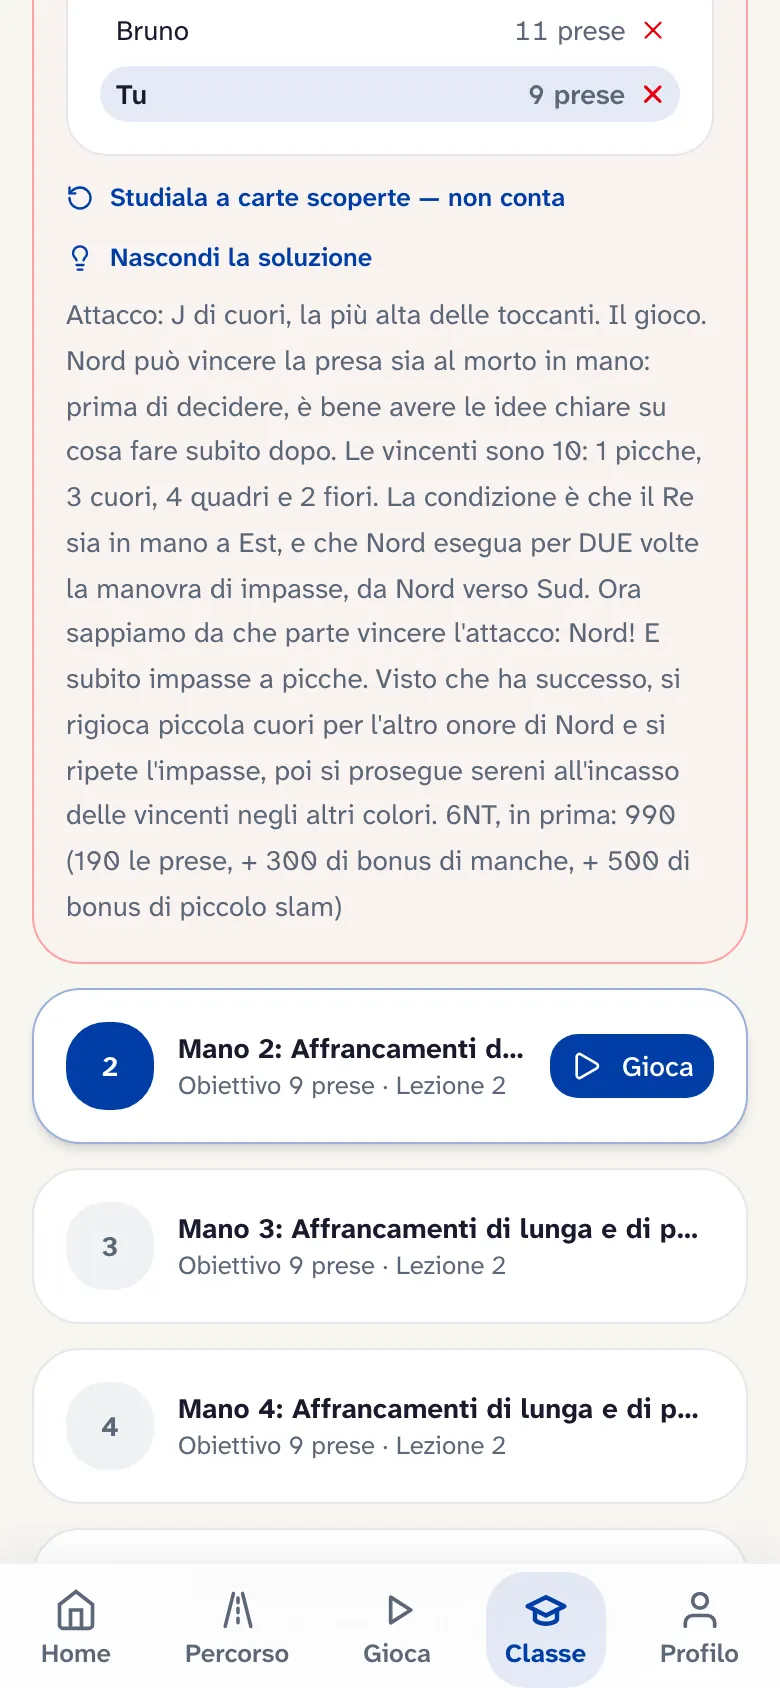 Bruno 11 prese
Tu 9 prese
Studiala a carte scoperte — non conta
Nascondi la soluzione
Attacco: J di cuori, la più alta delle toccanti. Il gioco.
Nord può vincere la presa sia al morto in mano:
prima di decidere, è bene avere le idee chiare su
cosa fare subito dopo. Le vincenti sono 10: 1 picche,
3 cuori, 4 quadri e 2 fiori. La condizione è che il Re
sia in mano a Est, e che Nord esegua per DUE volte
la manovra di impasse, da Nord verso Sud. Ora
sappiamo da che parte vincere l'attacco: Nord! E
subito impasse a picche. Visto che ha successo, si
rigioca piccola cuori per l'altro onore di Nord e si
ripete l'impasse, poi si prosegue sereni all'incasso
delle vincenti negli altri colori. 6NT, in prima: 990
(190 le prese, + 300 di bonus di manche, + 500 di
bonus di piccolo slam)
2
Mano 2: Affrancamenti d...
Obiettivo 9 prese · Lezione 2
Gioca
3
Mano 3: Affrancamenti di lunga e di p...
Obiettivo 9 prese · Lezione 2
4
Mano 4: Affrancamenti di lunga e di p...
Obiettivo 9 prese · Lezione 2
Home Percorso Gioca Classe Profilo